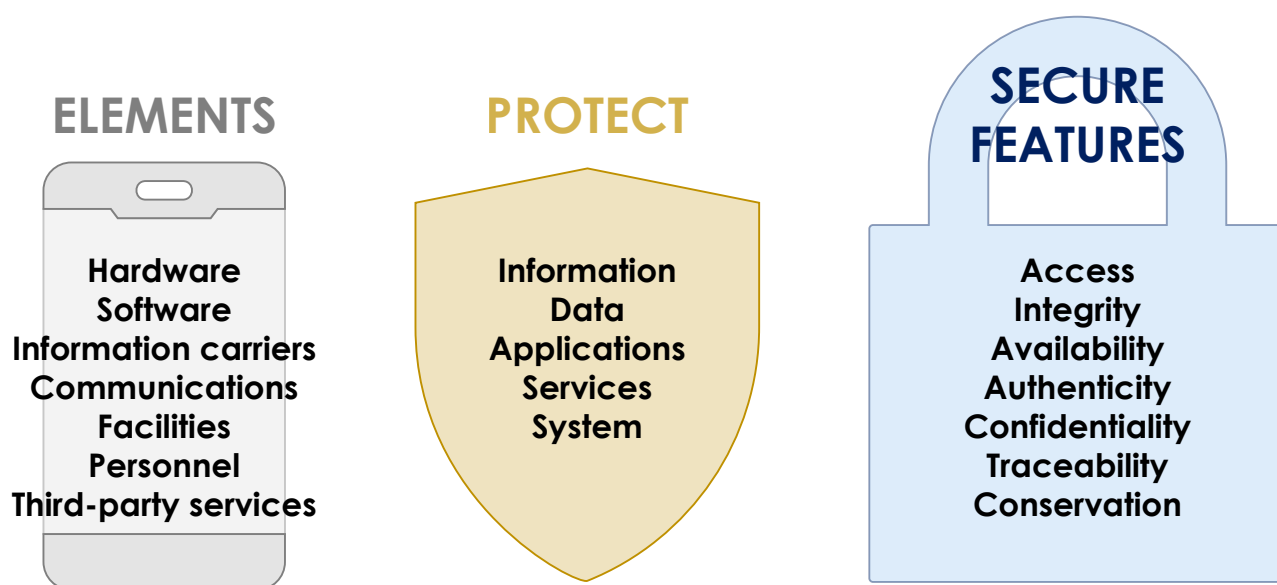 ELEMENTS
Hardware
Software
Information carriers
Communications
Facilities
Personnel
Third-party services
PROTECT
Information
Data
Applications
Services
System
SECURE
FEATURES
Access
Integrity
Availability
Authenticity
Confidentiality
Traceability
Conservation